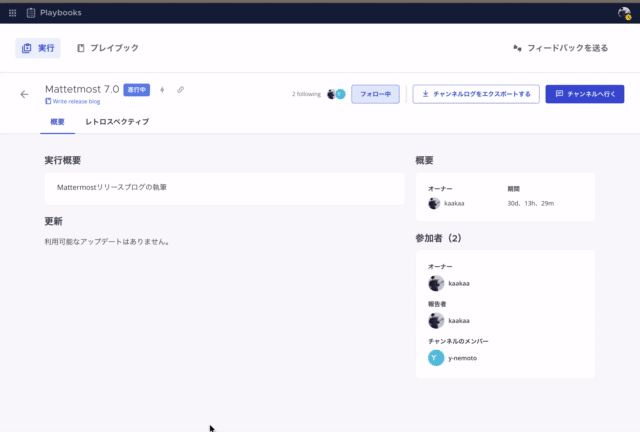 Playbooks
実行
プレイブック
フィードバックを送る
Mattetmost 7.0
進行中
Write release blog
2 following
フォロー中
チャンネルログをエクスポートする
チャンネルへ行く
概要
レトロスペクティブ
実行概要
Mattermostリリースブログの執筆
更新
利用可能なアップデートはありません。
概要
オーナー
期間
kaakaa
30d、13h、29m
参加者（2）
オーナー
kaakaa
報告者
kaakaa
チャンネルのメンバー
Y
y-nemoto